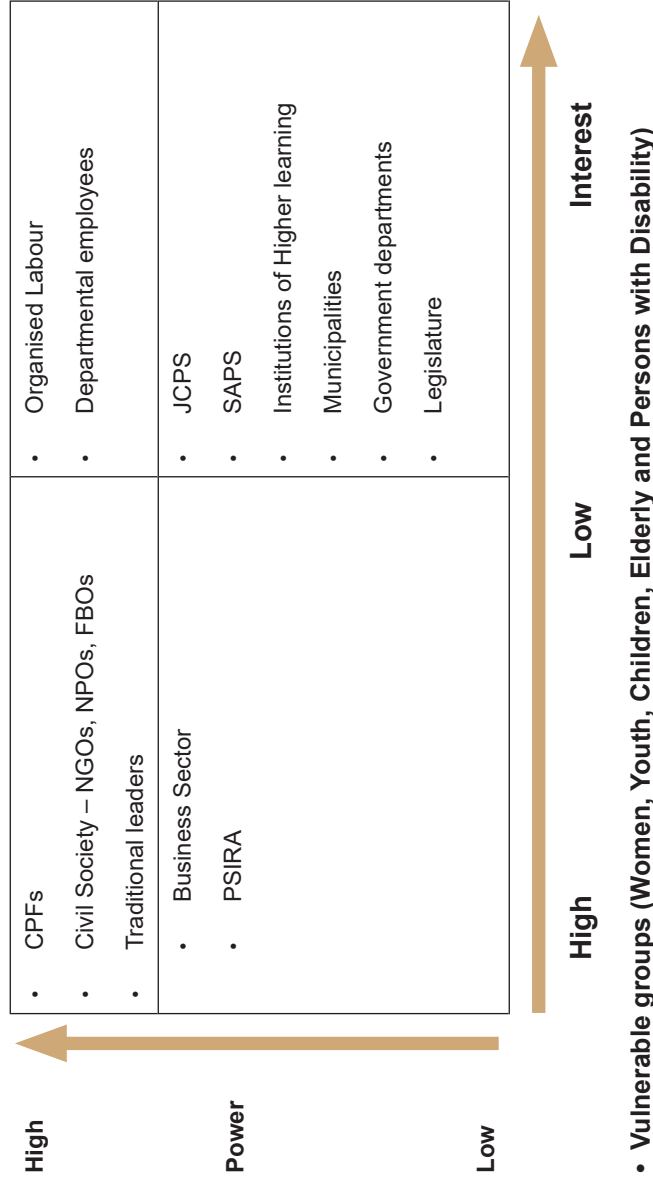 High
Power
Low
• CPFs
• Civil Society – NGOs, NPOs, FBOs
• Traditional leaders
• Organised Labour
• Departmental employees
• Business Sector
• PSIRA
• JCPS
• SAPS
• Institutions of Higher learning
• Municipalities
• Government departments
• Legislature
High
Low
Interest
• Vulnerable groups (Women, Youth, Children, Elderly and Persons with Disability)